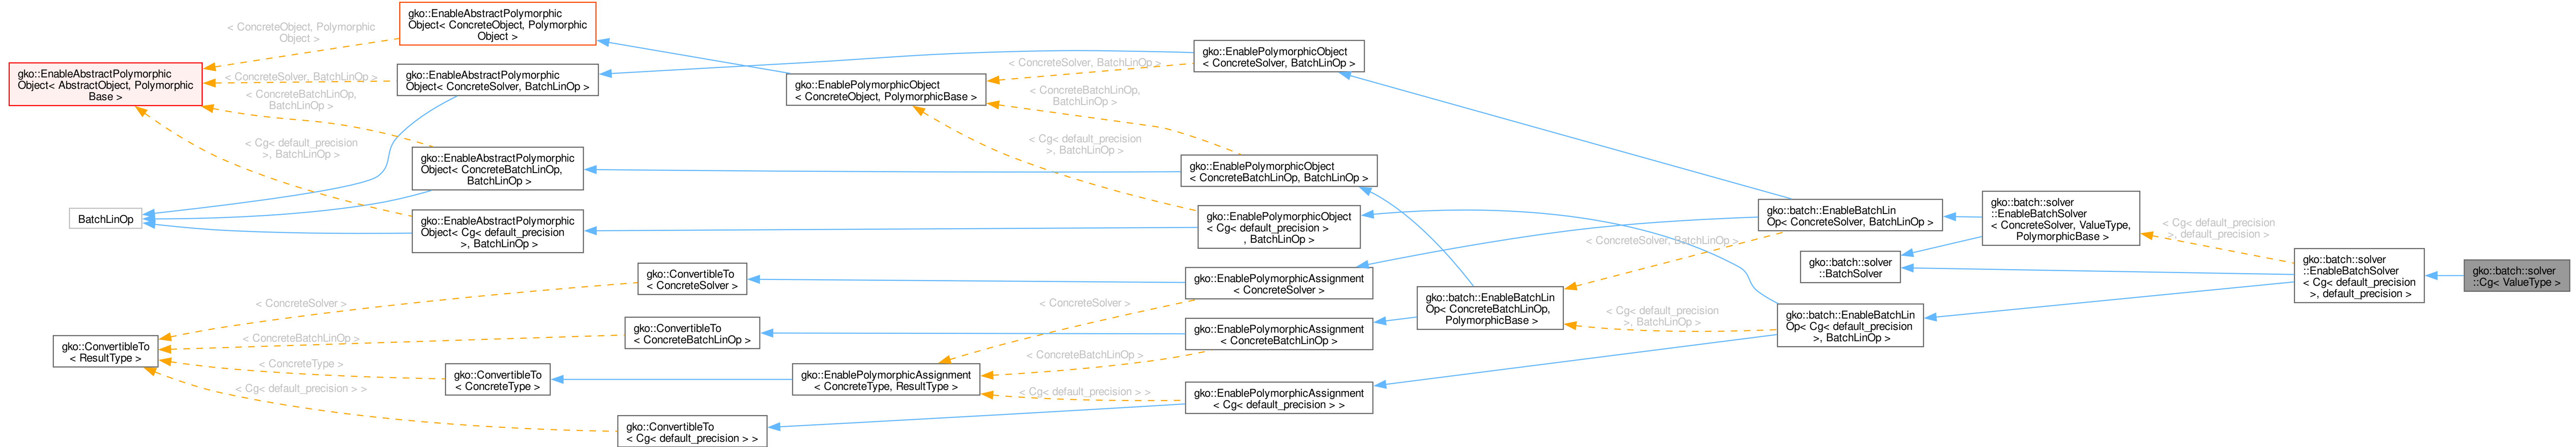 gko::EnableAbstractPolymorphic
Object< AbstractObject, Polymorphic
Base >
< ConcreteObject, Polymorphic
Object >
< ConcreteSolver, BatchLinOp >
< ConcreteBatchLinOp,
BatchLinOp >
< Cg< default_precision
>, BatchLinOp >
BatchLinOp
gko::ConvertibleTo
< ResultType >
< ConcreteSolver >
< ConcreteBatchLinOp >
< ConcreteType >
< Cg< default_precision > >
gko::EnableAbstractPolymorphic
Object< ConcreteObject, Polymorphic
Object >
gko::EnableAbstractPolymorphic
Object< ConcreteSolver, BatchLinOp >
gko::EnableAbstractPolymorphic
Object< ConcreteBatchLinOp,
BatchLinOp >
gko::EnableAbstractPolymorphic
Object< Cg< default_precision
>, BatchLinOp >
gko::ConvertibleTo
< ConcreteSolver >
gko::ConvertibleTo
< ConcreteBatchLinOp >
gko::ConvertibleTo
< ConcreteType >
gko::ConvertibleTo
< Cg< default_precision > >
gko::EnablePolymorphicObject
< ConcreteObject, PolymorphicBase >
gko::EnablePolymorphicAssignment
< ConcreteType, ResultType >
< ConcreteSolver, BatchLinOp >
< ConcreteBatchLinOp,
BatchLinOp >
< Cg< default_precision
>, BatchLinOp >
< ConcreteSolver >
< ConcreteBatchLinOp >
< Cg< default_precision > >
gko::EnablePolymorphicObject
< ConcreteSolver, BatchLinOp >
gko::EnablePolymorphicObject
< ConcreteBatchLinOp, BatchLinOp >
gko::EnablePolymorphicObject
< Cg< default_precision >
, BatchLinOp >
gko::EnablePolymorphicAssignment
< ConcreteSolver >
gko::EnablePolymorphicAssignment
< ConcreteBatchLinOp >
gko::EnablePolymorphicAssignment
< Cg< default_precision > >
gko::batch::EnableBatchLin
Op< ConcreteBatchLinOp,
PolymorphicBase >
< ConcreteSolver, BatchLinOp >
< Cg< default_precision
>, BatchLinOp >
gko::batch::EnableBatchLin
Op< ConcreteSolver, BatchLinOp >
gko::batch::solver
::BatchSolver
gko::batch::EnableBatchLin
Op< Cg< default_precision
>, BatchLinOp >
gko::batch::solver
::EnableBatchSolver
< ConcreteSolver, ValueType,
PolymorphicBase >
< Cg< default_precision
>, default_precision >
gko::batch::solver
::EnableBatchSolver
< Cg< default_precision
>, default_precision >
gko::batch::solver
::Cg< ValueType >